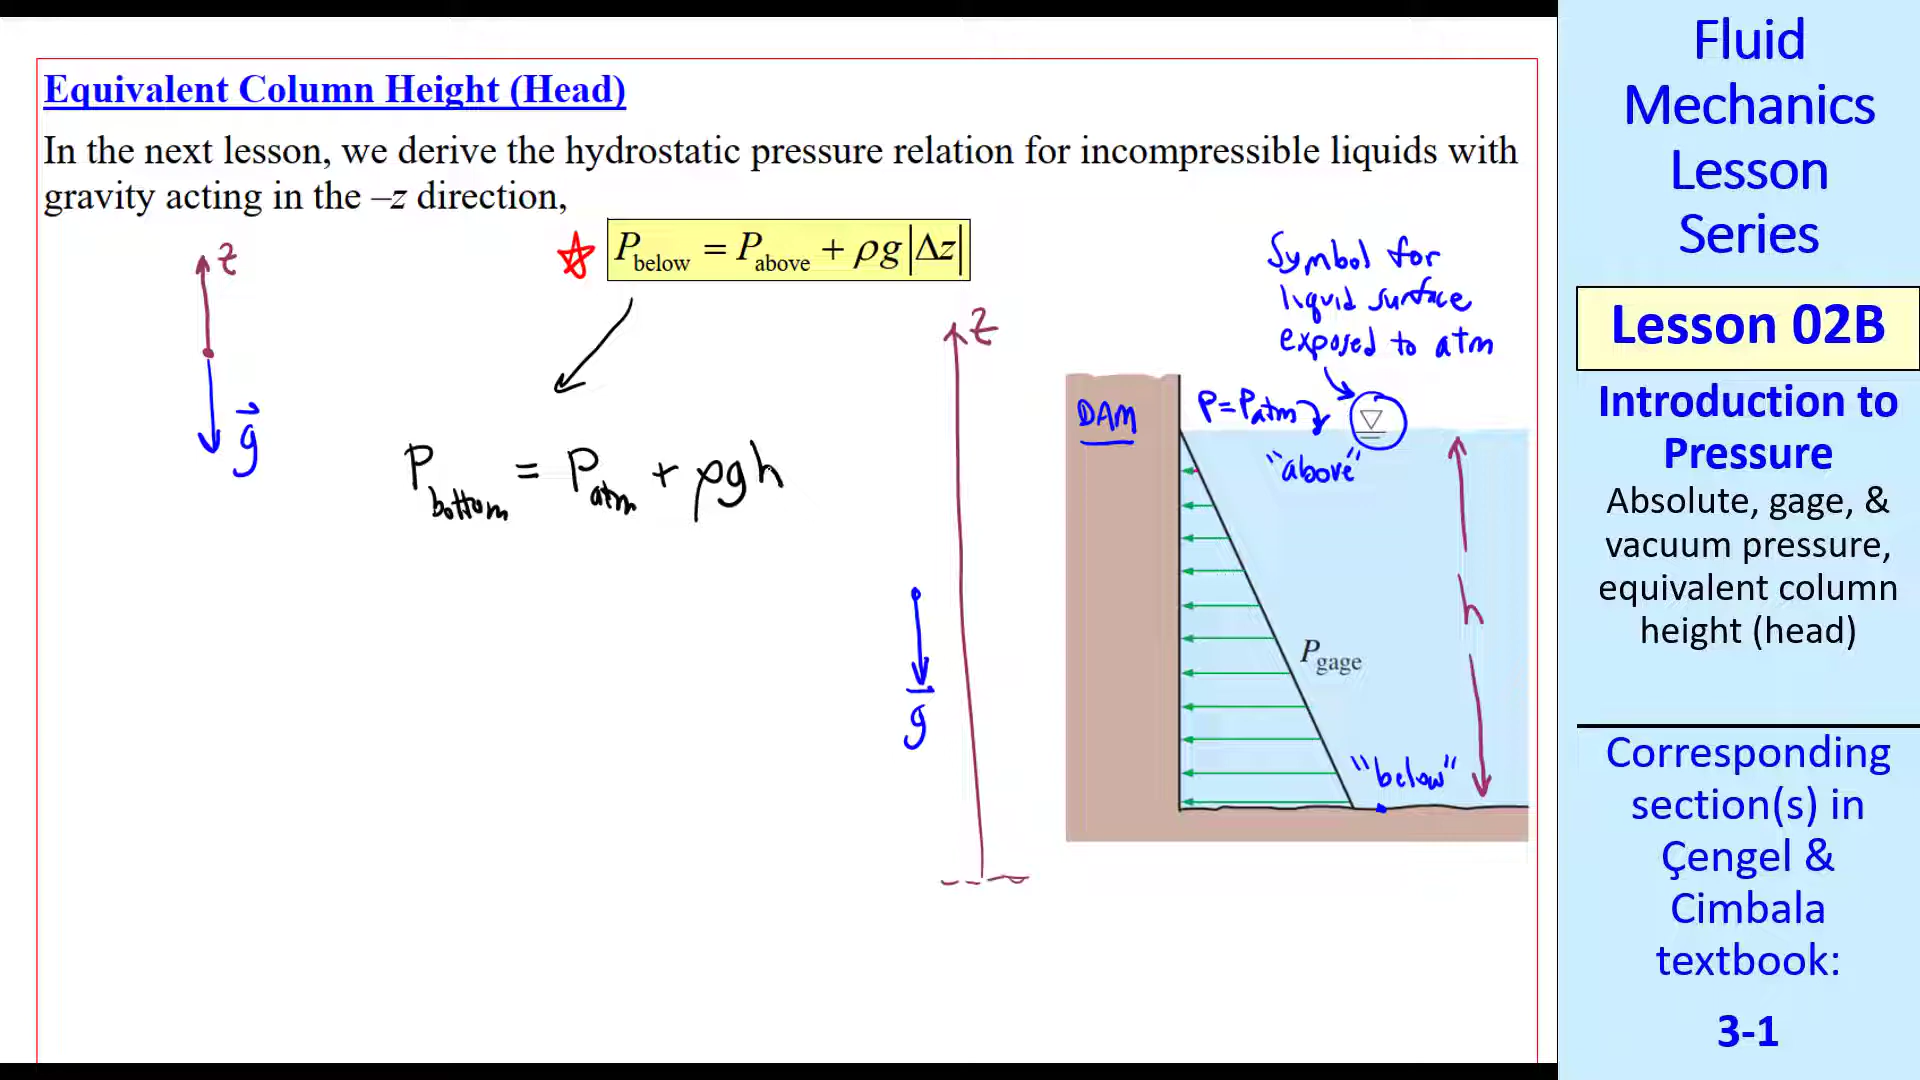 Equivalent Column Height (Head)
In the next lesson, we derive the hydrostatic pressure relation for incompressible liquids with
gravity acting in the –z direction,
P_below = P_above + ρg|Δz|
z
g⃗
P_bottom = P_atm + ρgh
z
g
Symbol for
liquid surface
exposed to atm
DAM
P=Patm
"above"
h
P_gage
"below"
Fluid
Mechanics
Lesson
Series
Lesson 02B
Introduction to
Pressure
Absolute, gage, &
vacuum pressure,
equivalent column
height (head)
Corresponding
section(s) in
Çengel &
Cimbala
textbook:
3-1